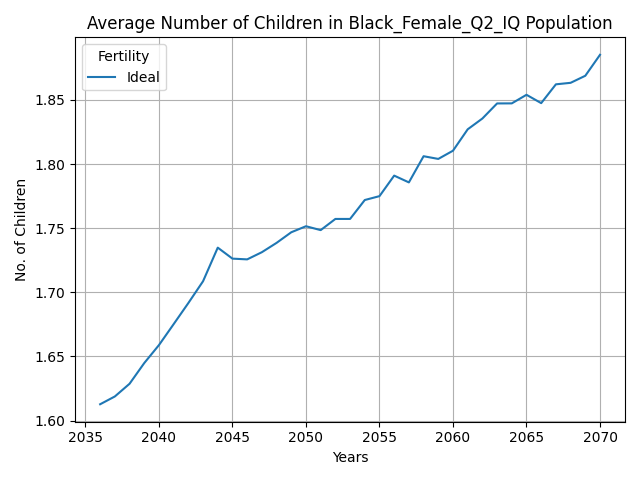 Average Number of Children in Black_Female_Q2_IQ Population
Fertility
Ideal
No. of Children
1.85
1.80
1.75
1.70
1.65
1.60
2035 2040 2045 2050 2055 2060 2065 2070
Years